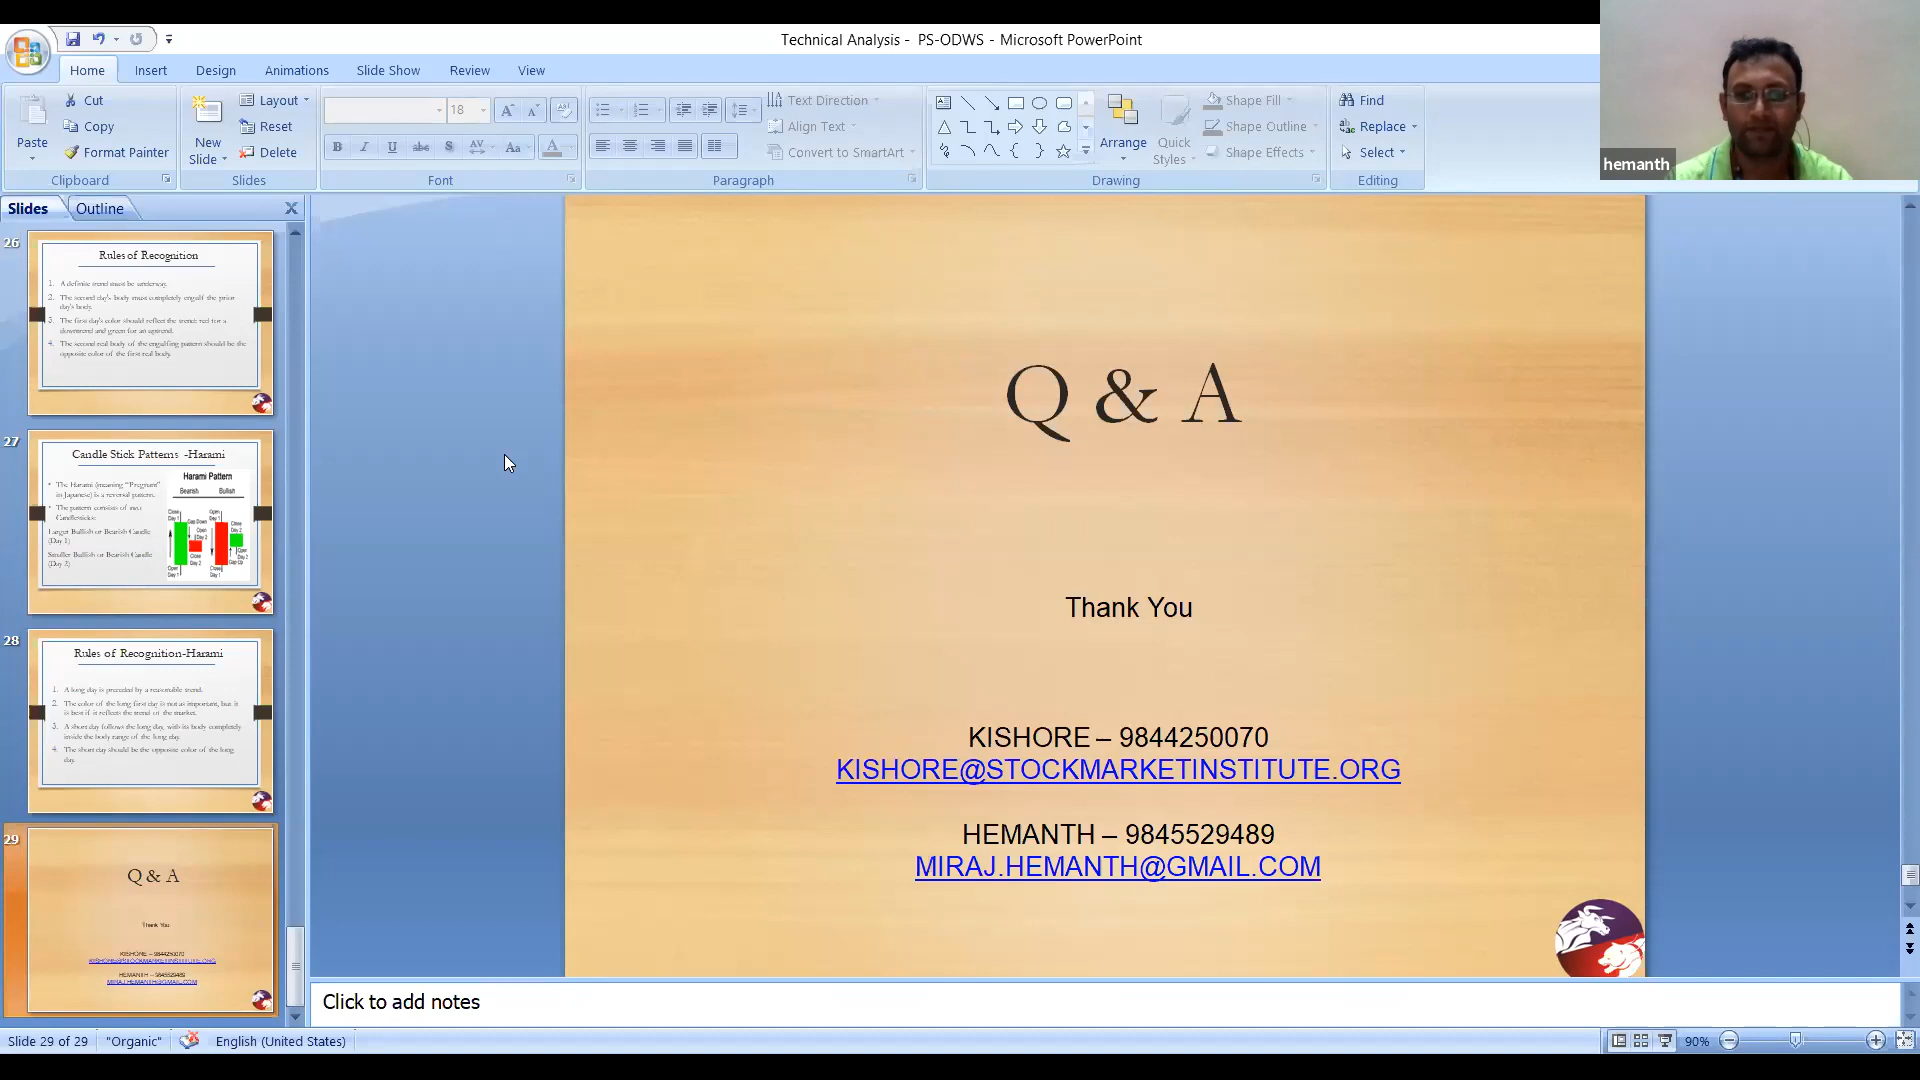 Technical Analysis - PS-ODWS - Microsoft PowerPoint
Home Insert Design Animations Slide Show Review View
Paste
Cut
Copy
Format Painter
Clipboard
New Slide
Layout
Reset
Delete
Slides
18
Font
Text Direction
Align Text
Convert to SmartArt
Paragraph
Arrange
Quick Styles
Shape Fill
Shape Outline
Shape Effects
Drawing
Find
Replace
Select
Editing
hemanth
Slides Outline
26
Rules of Recognition
1. A definite trend must be underway.
2. The second day's body must completely engulf the prior
day's body.
3. The first day's color should reflect the trend: red for a
downtrend and green for an uptrend.
4. The second real body of the engulfing pattern should be the
opposite color of the first real body.
27
Candle Stick Patterns -Harami
• The Harami (meaning "Pregnant"
in Japanese) is a reversal pattern.
• The pattern consists of two
Candlesticks:
Larger Bullish or Bearish Candle
(Day 1)
Smaller Bullish or Bearish Candle
(Day 2)
Harami Pattern
Bearish Bullish
28
Rules of Recognition-Harami
1. A long day is preceded by a reasonable trend.
2. The color of the long first day is not as important, but it
is best if it reflects the trend of the market.
3. A short day follows the long day, with its body completely
inside the body range of the long day.
4. The short day should be the opposite color of the long
day.
29
Q & A
Thank You
KISHORE – 9844250070
KISHORE@STOCKMARKETINSTITUTE.ORG
HEMANTH – 9845529489
MIRAJ.HEMANTH@GMAIL.COM
Q & A
Thank You
KISHORE – 9844250070
KISHORE@STOCKMARKETINSTITUTE.ORG
HEMANTH – 9845529489
MIRAJ.HEMANTH@GMAIL.COM
Click to add notes
Slide 29 of 29 "Organic" English (United States) 90%